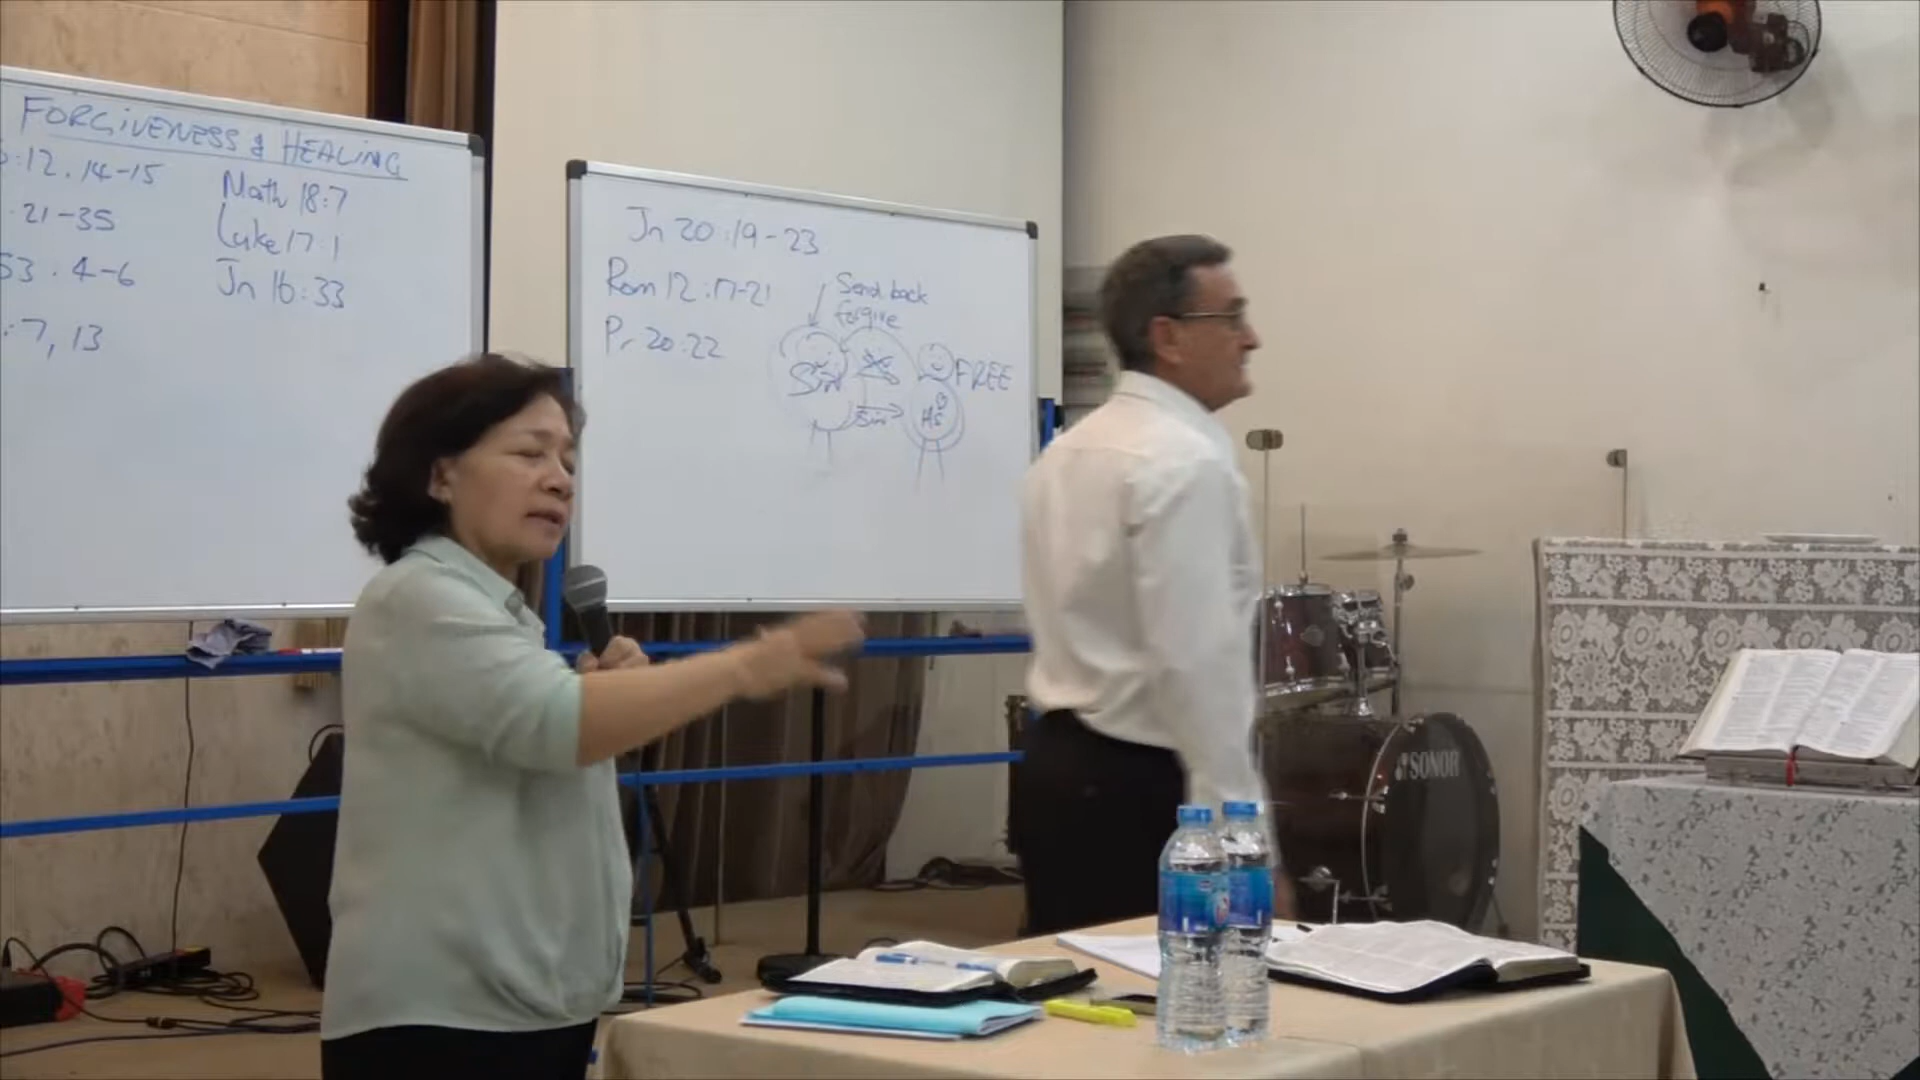 FORGIVENESS & HEALING
:12, 14-15
21-35
53:4-6
:7, 13
Math 18:7
Luke 17:1
Jn 16:33
Jn 20:19-23
Rom 12:17-21
Pr 20:22
Send back
forgive
Sin
Sin
FREE
HS
SONOR